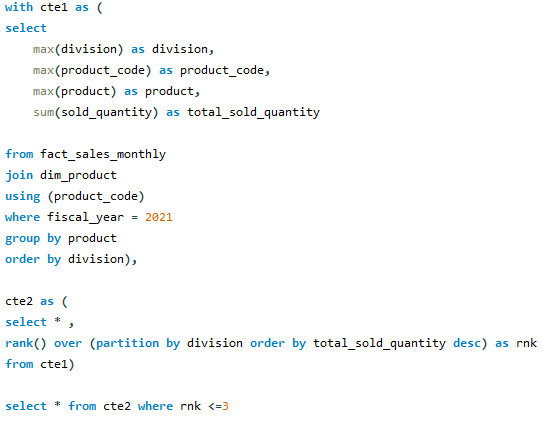 with cte1 as (
select
max(division) as division,
max(product_code) as product_code,
max(product) as product,
sum(sold_quantity) as total_sold_quantity
from fact_sales_monthly
join dim_product
using (product_code)
where fiscal_year = 2021
group by product
order by division),
cte2 as (
select * ,
rank() over (partition by division order by total_sold_quantity desc) as rnk
from cte1)
select * from cte2 where rnk <=3